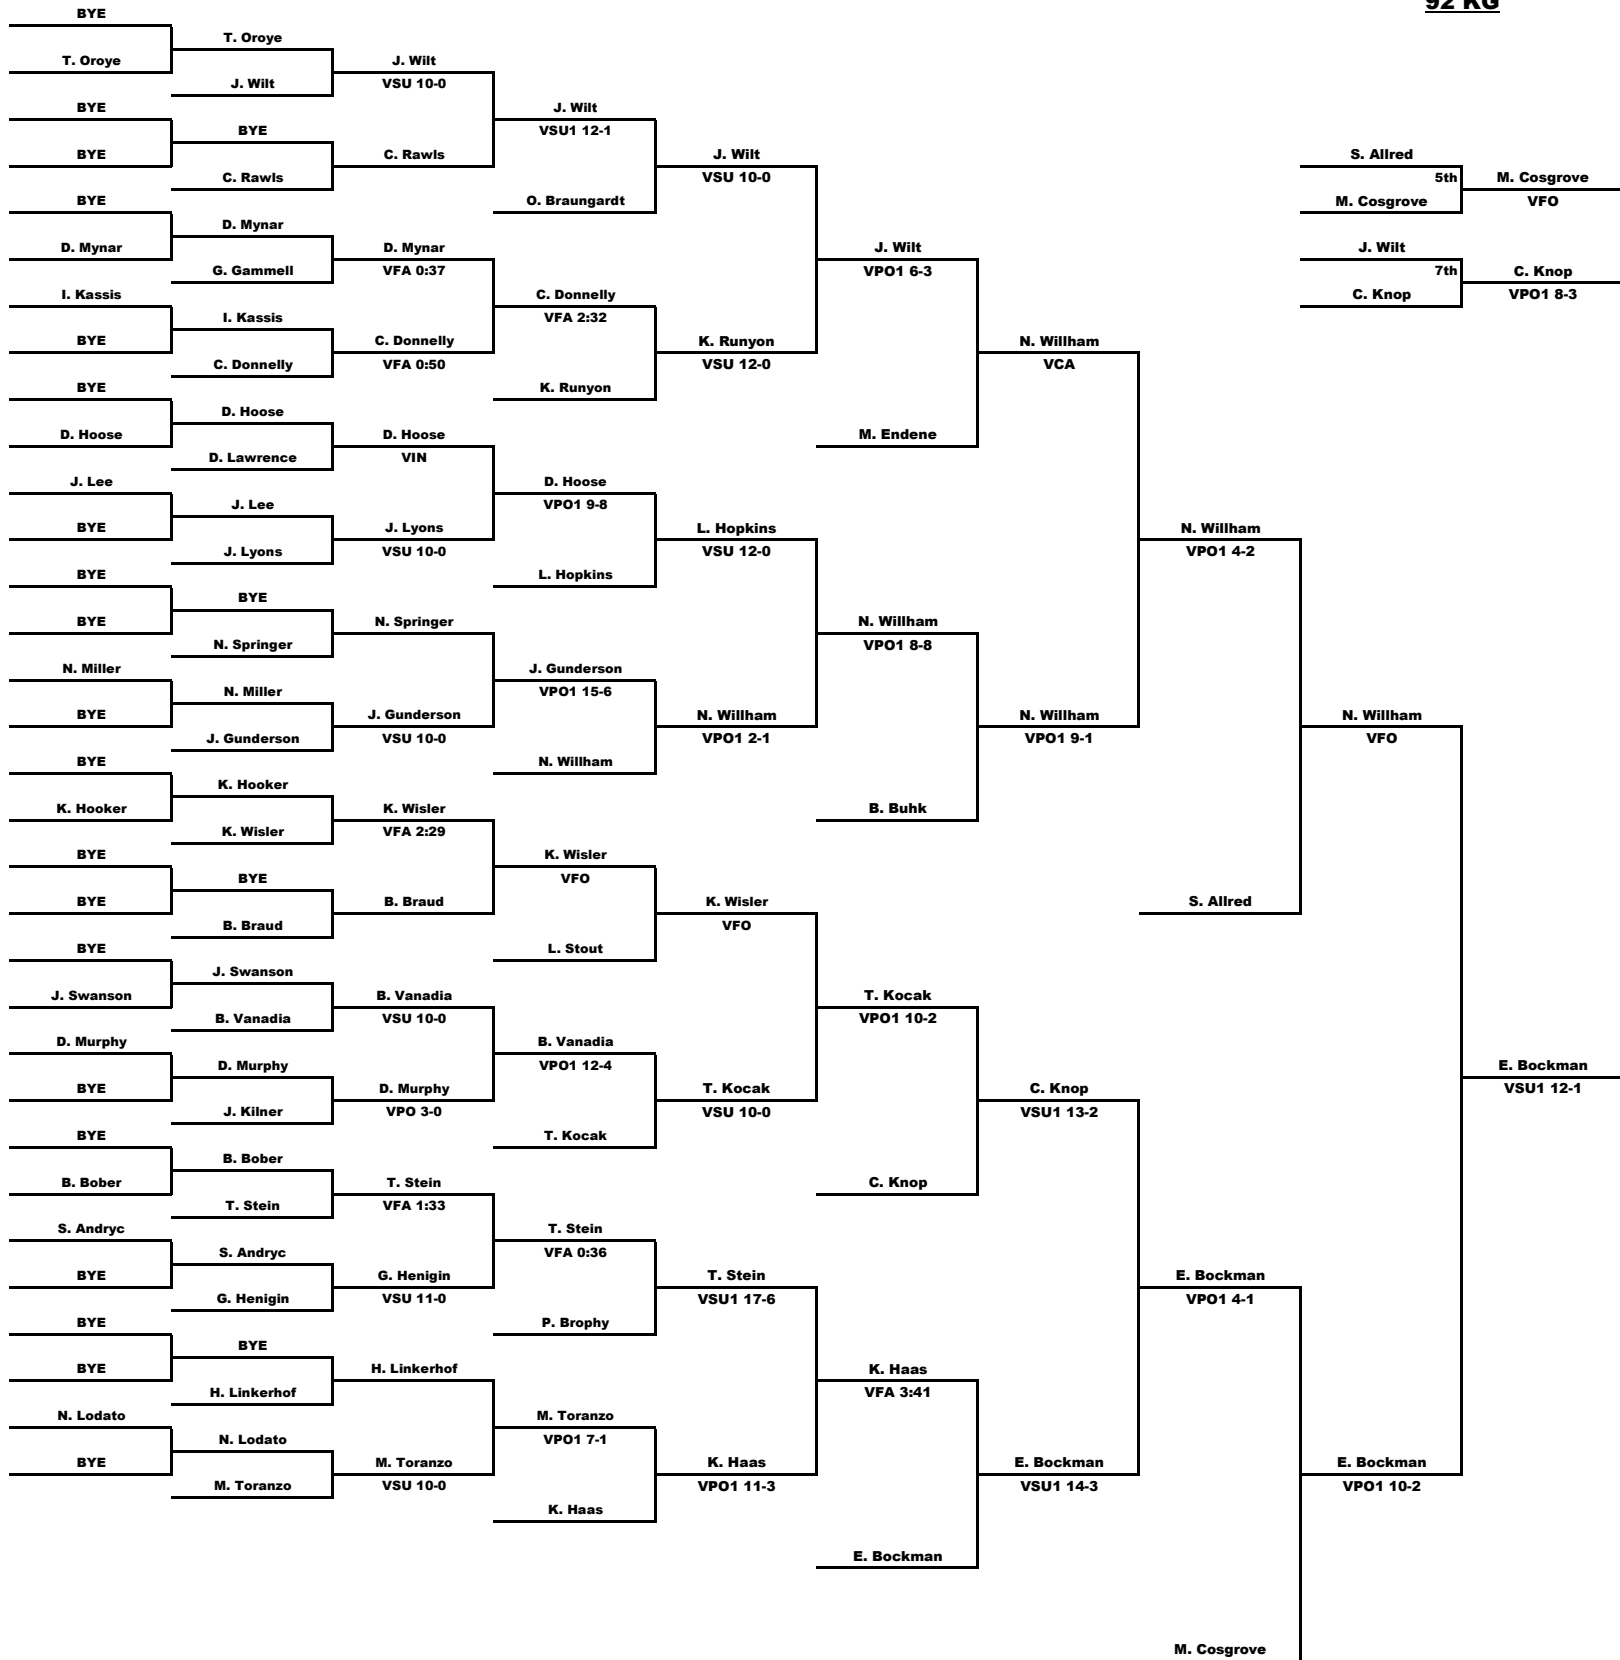 92 KG
BYE
T. Oroye
T. Oroye
J. Wilt
J. Wilt
VSU 10-0
BYE
J. Wilt
VSU1 12-1
BYE
BYE
C. Rawls
J. Wilt
VSU 10-0
S. Allred
5th
M. Cosgrove
C. Rawls
M. Cosgrove
VFO
BYE
O. Braungardt
D. Mynar
D. Mynar
D. Mynar
VFA 0:37
J. Wilt
VPO1 6-3
J. Wilt
7th
C. Knop
G. Gammell
C. Knop
VPO1 8-3
I. Kassis
C. Donnelly
VFA 2:32
I. Kassis
BYE
C. Donnelly
VFA 0:50
K. Runyon
VSU 12-0
N. Willham
VCA
C. Donnelly
BYE
K. Runyon
D. Hoose
D. Hoose
D. Hoose
VIN
M. Endene
D. Lawrence
J. Lee
D. Hoose
VPO1 9-8
J. Lee
BYE
J. Lyons
VSU 10-0
L. Hopkins
VSU 12-0
N. Willham
VPO1 4-2
J. Lyons
BYE
L. Hopkins
BYE
BYE
N. Springer
N. Willham
VPO1 8-8
N. Springer
N. Miller
J. Gunderson
VPO1 15-6
N. Miller
BYE
J. Gunderson
VSU 10-0
N. Willham
VPO1 2-1
N. Willham
VPO1 9-1
N. Willham
VFO
J. Gunderson
BYE
N. Willham
K. Hooker
K. Hooker
K. Wisler
VFA 2:29
B. Buhk
K. Wisler
BYE
K. Wisler
VFO
BYE
BYE
B. Braud
K. Wisler
VFO
S. Allred
B. Braud
BYE
L. Stout
J. Swanson
J. Swanson
B. Vanadia
VSU 10-0
T. Kocak
VPO1 10-2
B. Vanadia
D. Murphy
B. Vanadia
VPO1 12-4
D. Murphy
E. Bockman
VSU1 12-1
BYE
D. Murphy
VPO 3-0
T. Kocak
VSU 10-0
C. Knop
VSU1 13-2
J. Kilner
BYE
T. Kocak
B. Bober
B. Bober
T. Stein
VFA 1:33
C. Knop
T. Stein
S. Andryc
T. Stein
VFA 0:36
S. Andryc
BYE
G. Henigin
VSU 11-0
T. Stein
VSU1 17-6
E. Bockman
VPO1 4-1
G. Henigin
BYE
P. Brophy
BYE
BYE
H. Linkerhof
K. Haas
VFA 3:41
H. Linkerhof
N. Lodato
M. Toranzo
VPO1 7-1
N. Lodato
BYE
M. Toranzo
VSU 10-0
K. Haas
VPO1 11-3
E. Bockman
VSU1 14-3
E. Bockman
VPO1 10-2
M. Toranzo
K. Haas
E. Bockman
M. Cosgrove